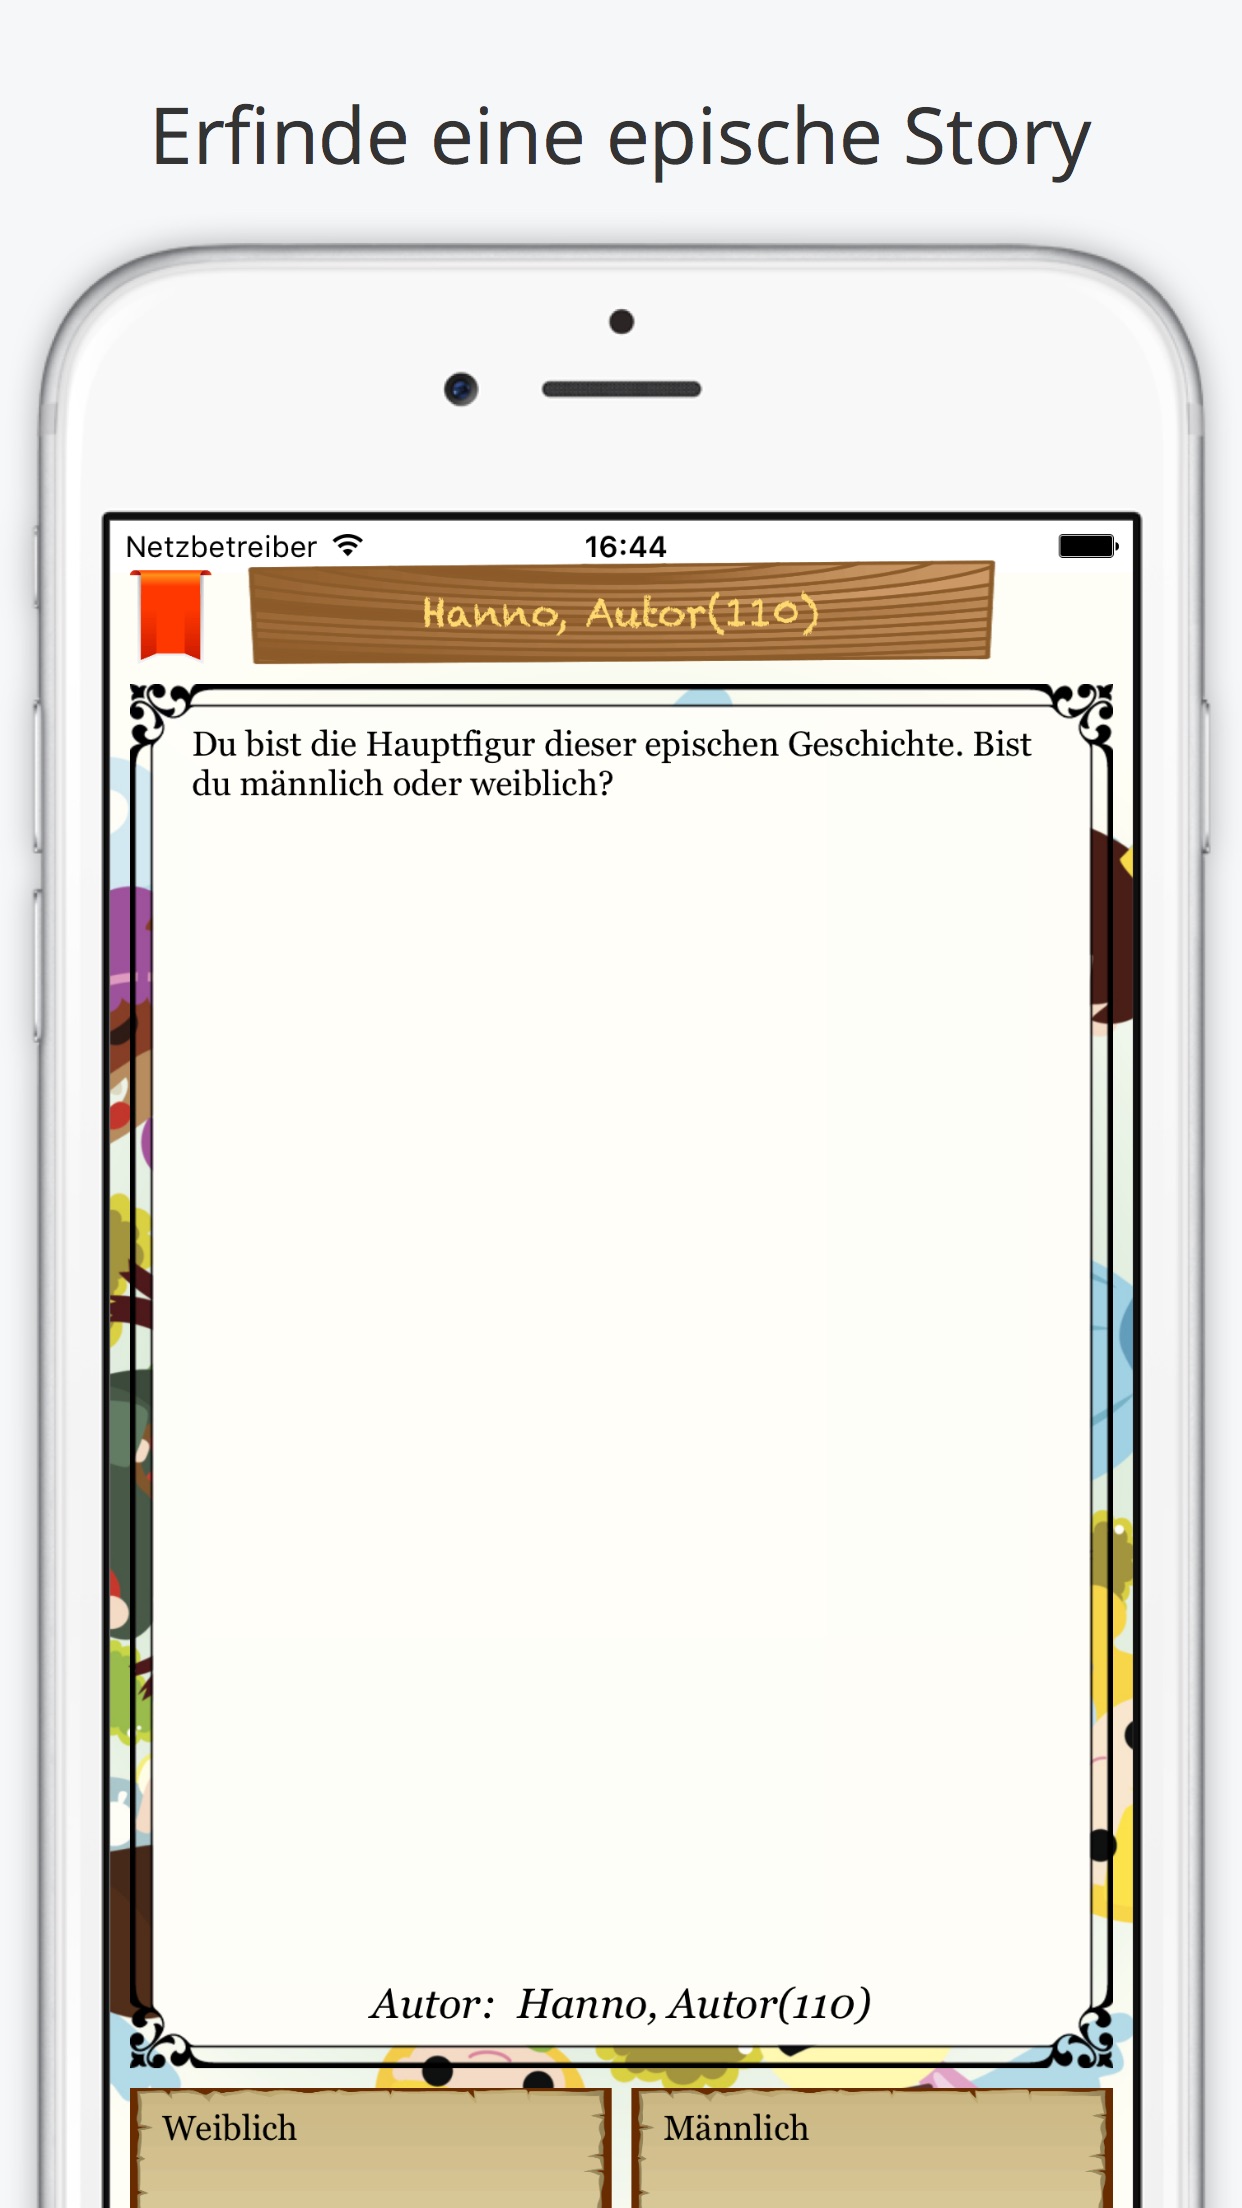 Erfinde eine epische Story
Netzbetreiber
16:44
Hanno, Autor(110)
Du bist die Hauptfigur dieser epischen Geschichte. Bist
du männlich oder weiblich?
Autor: Hanno, Autor(110)
Weiblich
Männlich